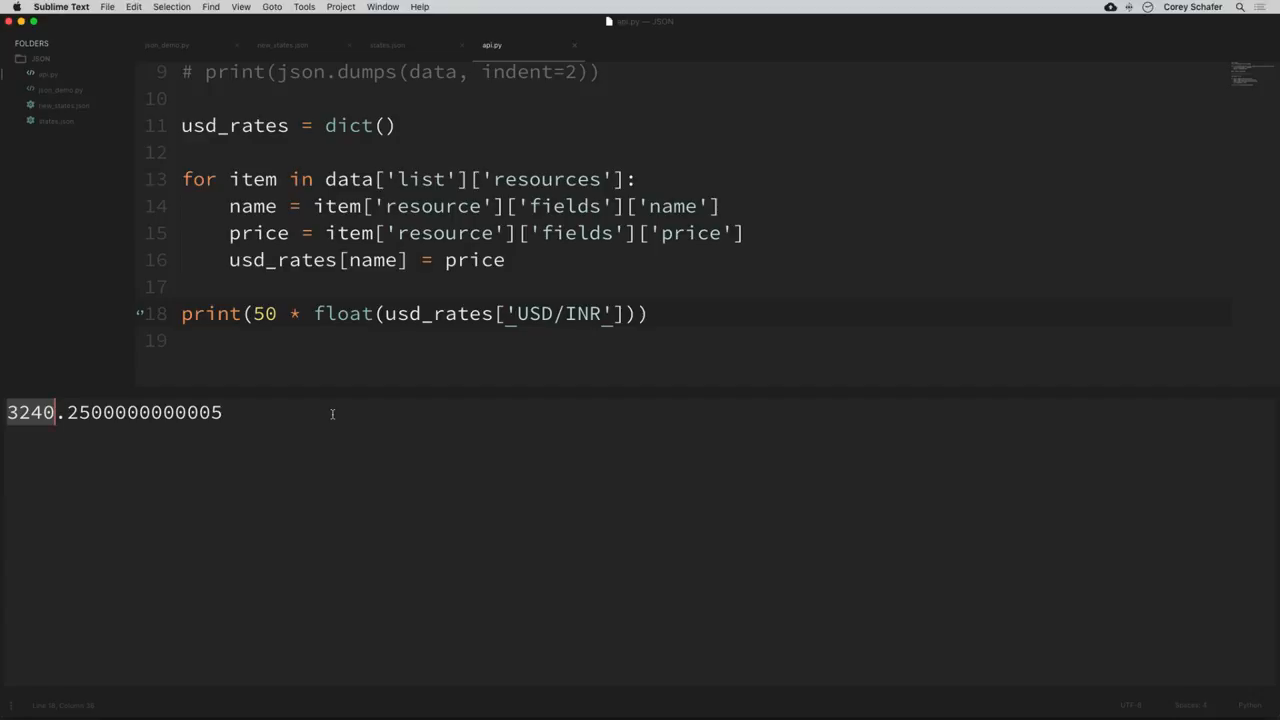 Sublime Text File Edit Selection Find View Goto Tools Project Window Help Corey Schafer
api.py — JSON
FOLDERS
JSON
api.py
json_demo.py
new_states.json
states.json
json_demo.py new_states.json states.json api.py
9 # print(json.dumps(data, indent=2))
10
11 usd_rates = dict()
12
13 for item in data['list']['resources']:
14 name = item['resource']['fields']['name']
15 price = item['resource']['fields']['price']
16 usd_rates[name] = price
17
18 print(50 * float(usd_rates['USD/INR']))
19
3240.2500000000005
Line 18, Column 38 UTF-8 Spaces: 3 Python